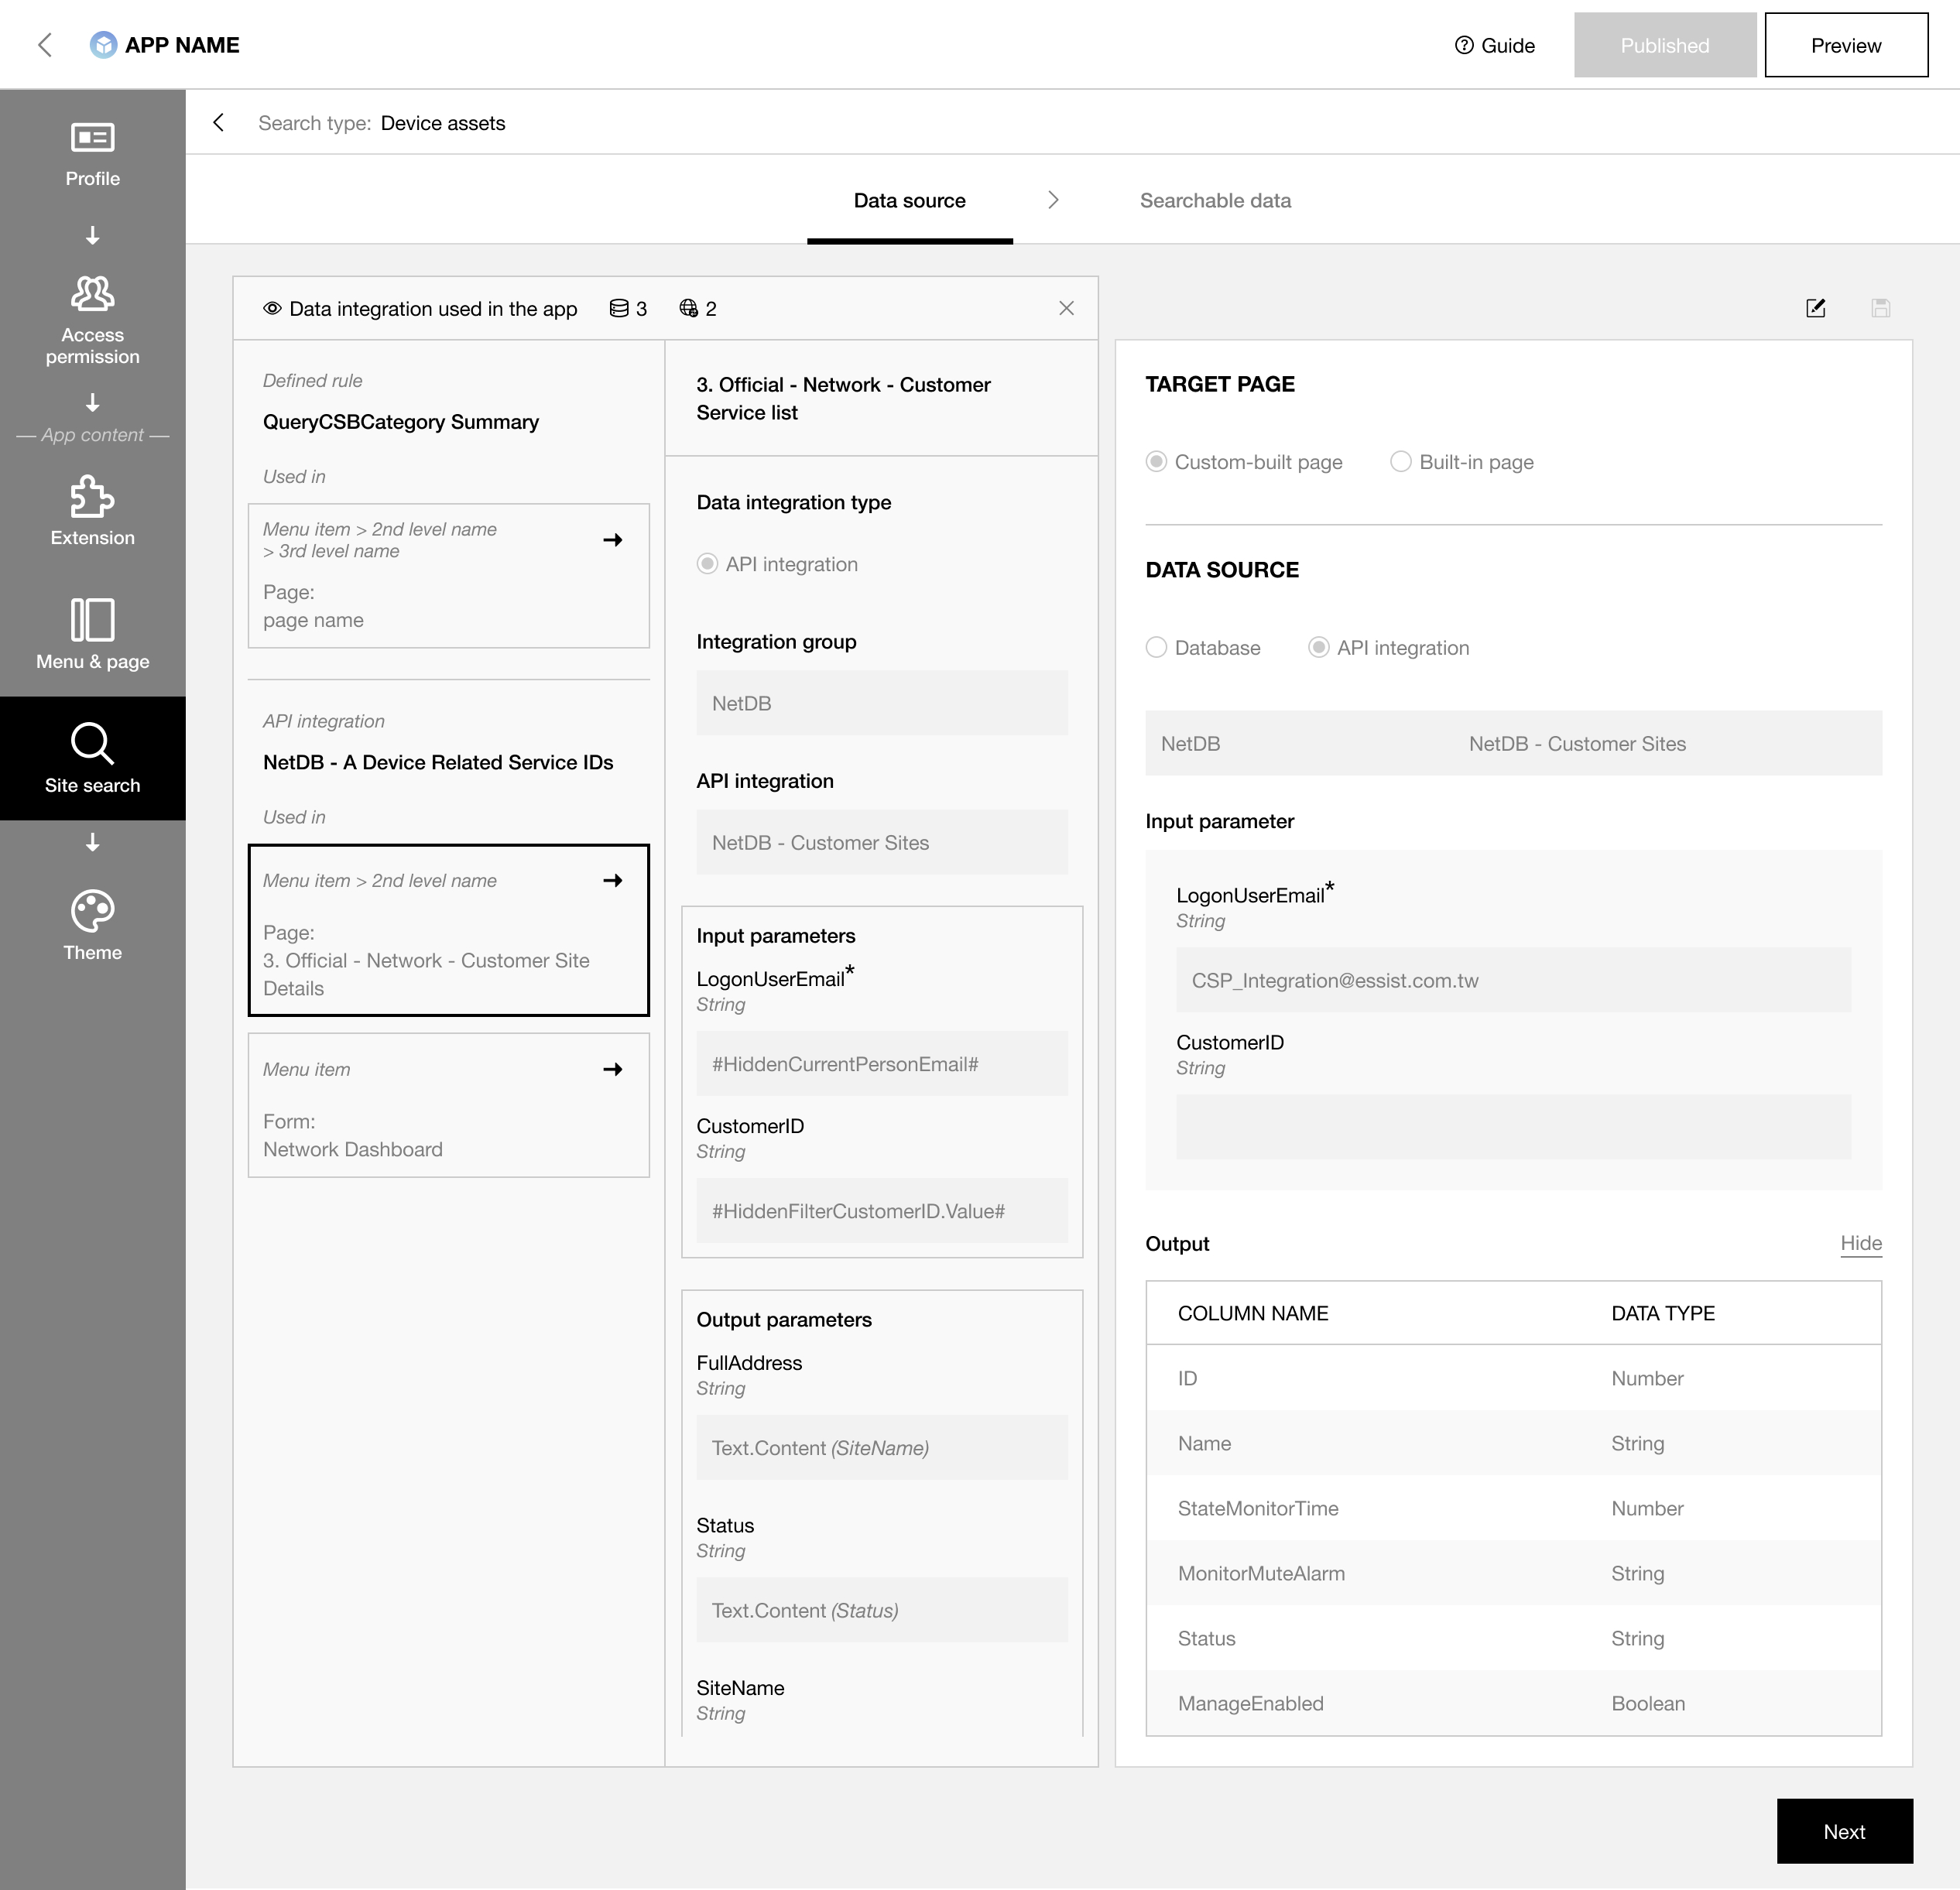 APP NAME
Guide
Published
Preview
Profile
Access
permission
App content
Extension
Menu & page
Site search
Theme
Search type: Device assets
Data source
Searchable data
Data integration used in the app 3 2
Defined rule
QueryCSBCategory Summary
Used in
Menu item > 2nd level name
> 3rd level name
Page:
page name
API integration
NetDB - A Device Related Service IDs
Used in
Menu item > 2nd level name
Page:
3. Official - Network - Customer Site
Details
Menu item
Form:
Network Dashboard
3. Official - Network - Customer
Service list
Data integration type
API integration
Integration group
NetDB
API integration
NetDB - Customer Sites
Input parameters
LogonUserEmail*
String
#HiddenCurrentPersonEmail#
CustomerID
String
#HiddenFilterCustomerID.Value#
Output parameters
FullAddress
String
Text.Content (SiteName)
Status
String
Text.Content (Status)
SiteName
String
TARGET PAGE
Custom-built page Built-in page
DATA SOURCE
Database API integration
NetDB NetDB - Customer Sites
Input parameter
LogonUserEmail*
String
CSP_Integration@essist.com.tw
CustomerID
String
Output Hide
COLUMN NAME DATA TYPE
ID Number
Name String
StateMonitorTime Number
MonitorMuteAlarm String
Status String
ManageEnabled Boolean
Next